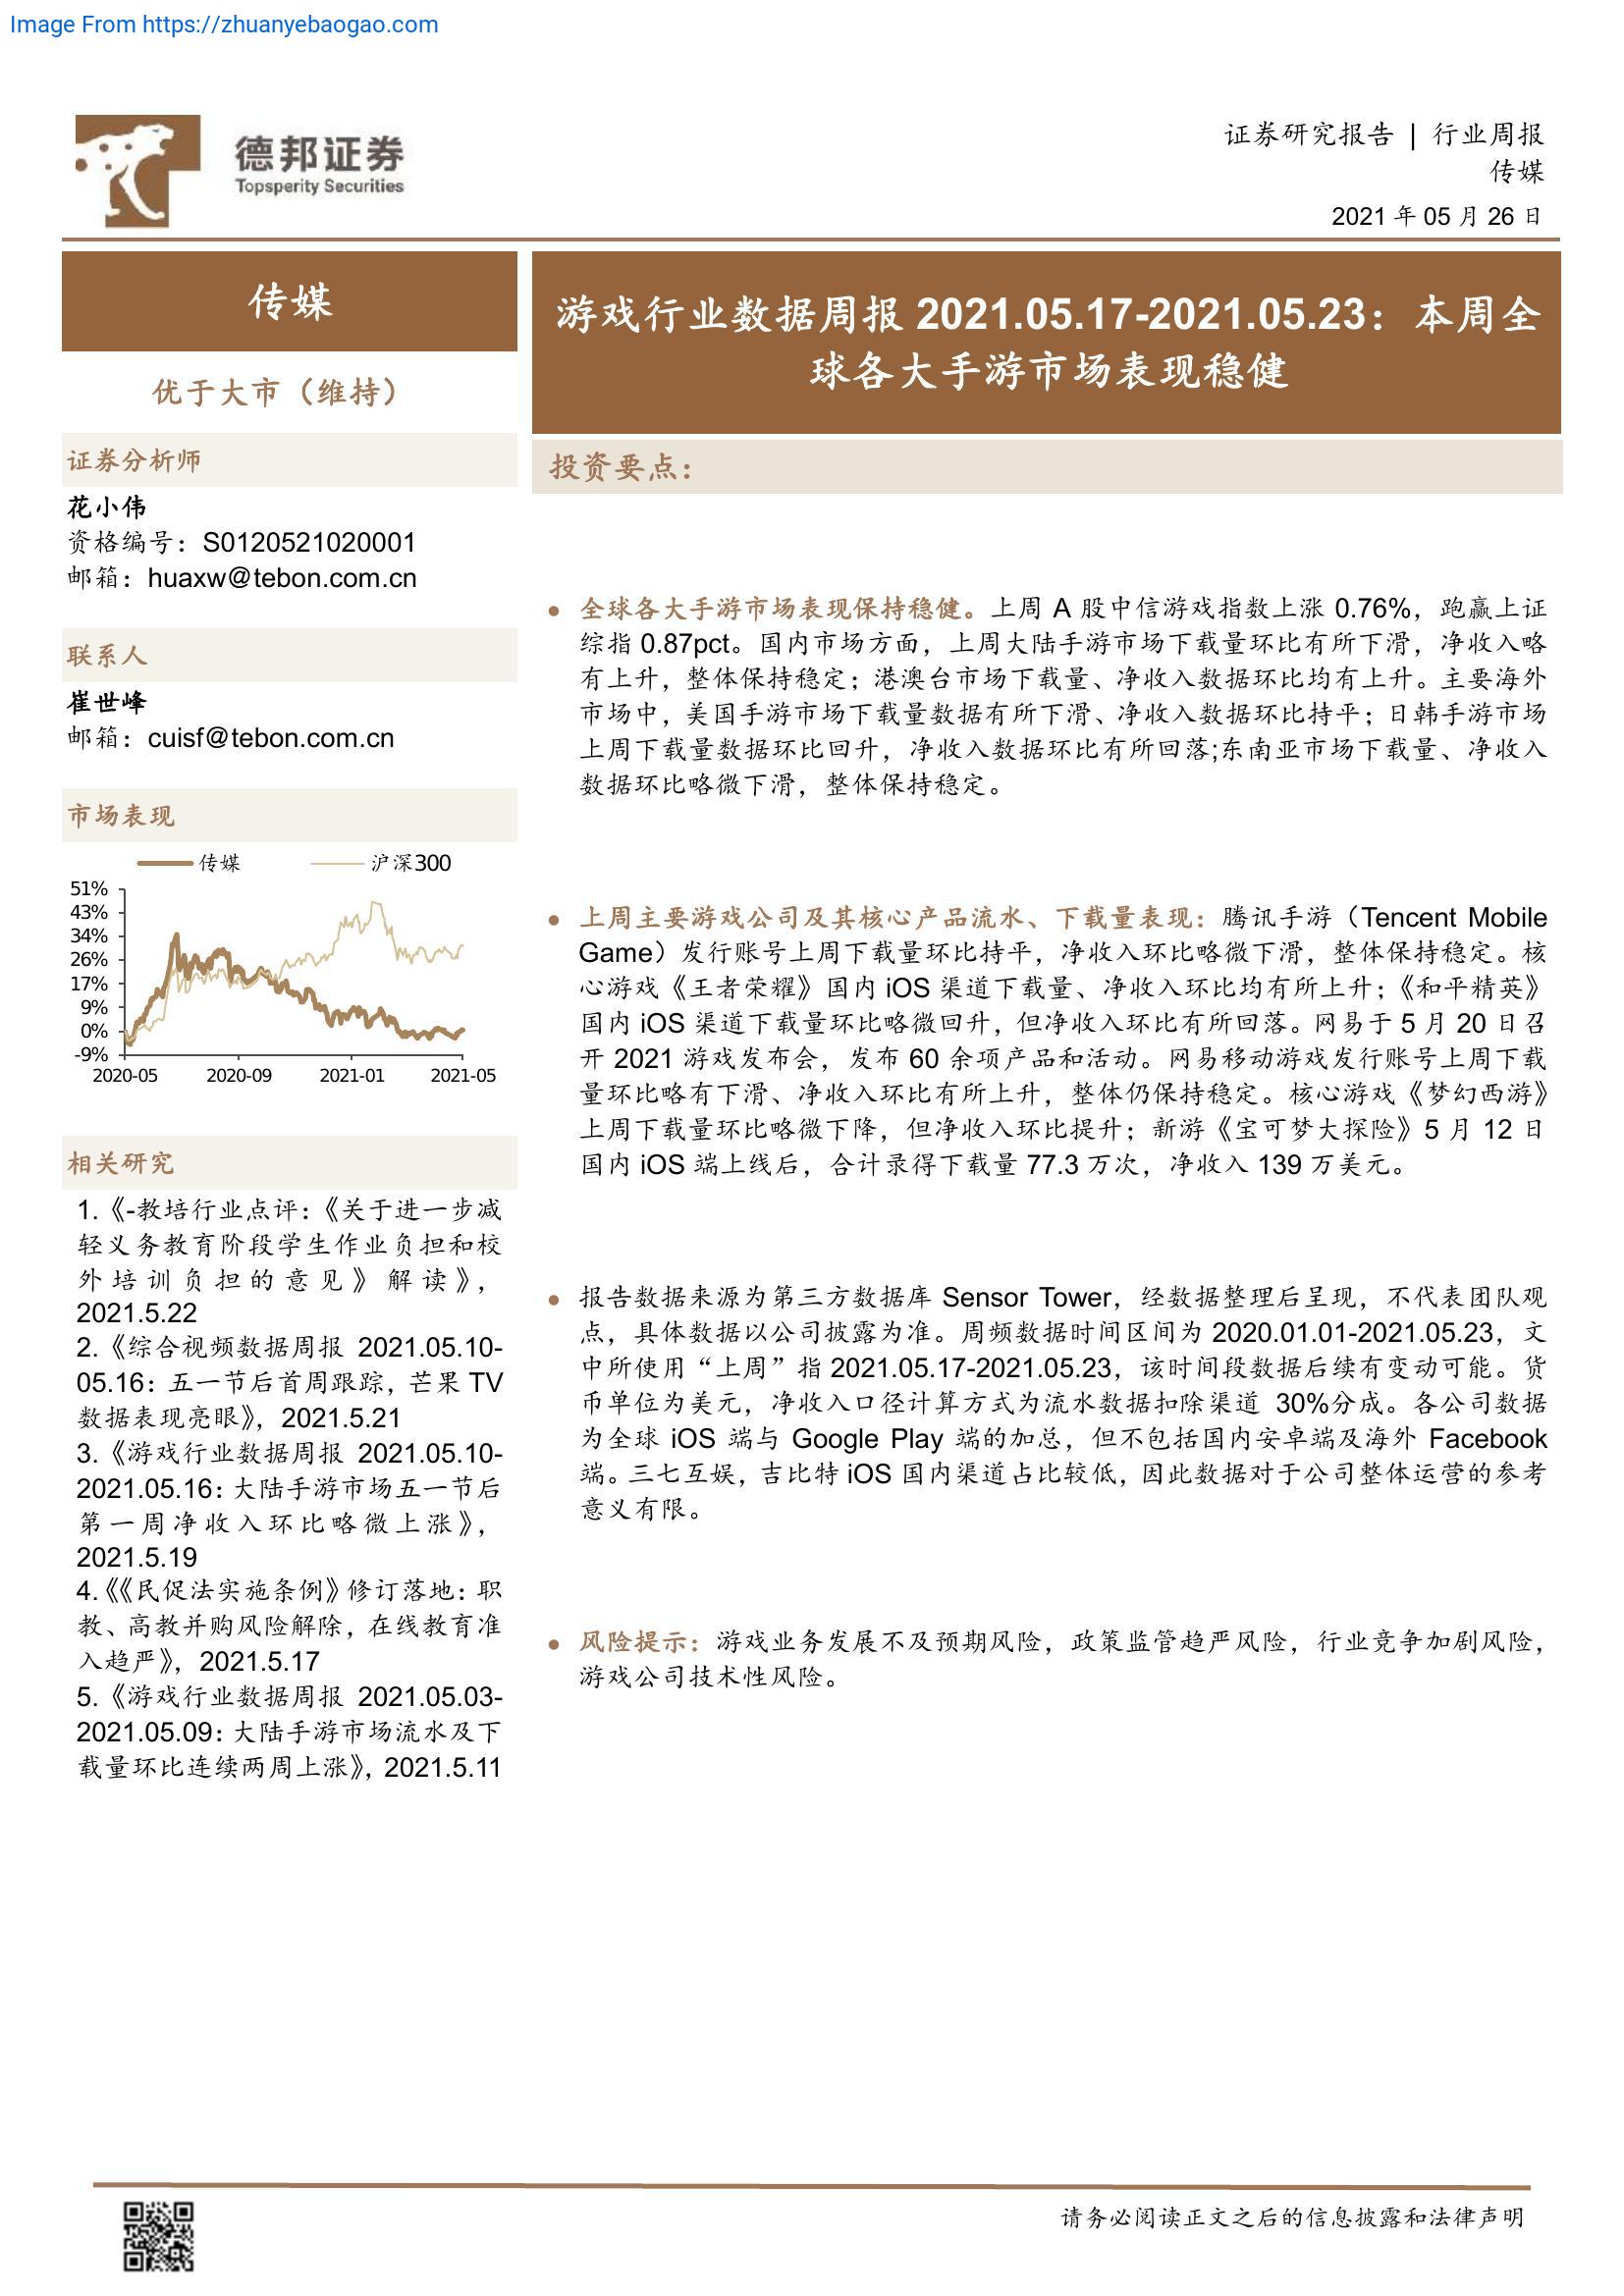 Image From https://zhuanyebaogao.com
德邦证券
Topsperity Securities
证券研究报告 | 行业周报
传媒
2021 年 05 月 26 日
传媒
优于大市（维持）
证券分析师
花小伟
资格编号：S0120521020001
邮箱：huaxw@tebon.com.cn
联系人
崔世峰
邮箱：cuisf@tebon.com.cn
市场表现
传媒 沪深300
51%
43%
34%
26%
17%
9%
0%
-9%
2020-05 2020-09 2021-01 2021-05
相关研究
1.《-教培行业点评：《关于进一步减
轻义务教育阶段学生作业负担和校
外培训负担的意见》解读》，
2021.5.22
2.《综合视频数据周报 2021.05.10-
05.16：五一节后首周跟踪，芒果 TV
数据表现亮眼》，2021.5.21
3.《游戏行业数据周报 2021.05.10-
2021.05.16：大陆手游市场五一节后
第一周净收入环比略微上涨》，
2021.5.19
4.《《民促法实施条例》修订落地：职
教、高教并购风险解除，在线教育准
入趋严》，2021.5.17
5.《游戏行业数据周报 2021.05.03-
2021.05.09：大陆手游市场流水及下
载量环比连续两周上涨》，2021.5.11
游戏行业数据周报 2021.05.17-2021.05.23：本周全
球各大手游市场表现稳健
投资要点：
● 全球各大手游市场表现保持稳健。上周 A 股中信游戏指数上涨 0.76%，跑赢上证
综指 0.87pct。国内市场方面，上周大陆手游市场下载量环比有所下滑，净收入略
有上升，整体保持稳定；港澳台市场下载量、净收入数据环比均有上升。主要海外
市场中，美国手游市场下载量数据有所下滑、净收入数据环比持平；日韩手游市场
上周下载量数据环比回升，净收入数据环比有所回落;东南亚市场下载量、净收入
数据环比略微下滑，整体保持稳定。
● 上周主要游戏公司及其核心产品流水、下载量表现：腾讯手游（Tencent Mobile
Game）发行账号上周下载量环比持平，净收入环比略微下滑，整体保持稳定。核
心游戏《王者荣耀》国内 iOS 渠道下载量、净收入环比均有所上升；《和平精英》
国内 iOS 渠道下载量环比略微回升，但净收入环比有所回落。网易于 5 月 20 日召
开 2021 游戏发布会，发布 60 余项产品和活动。网易移动游戏发行账号上周下载
量环比略有下滑、净收入环比有所上升，整体仍保持稳定。核心游戏《梦幻西游》
上周下载量环比略微下降，但净收入环比提升；新游《宝可梦大探险》5 月 12 日
国内 iOS 端上线后，合计录得下载量 77.3 万次，净收入 139 万美元。
● 报告数据来源为第三方数据库 Sensor Tower，经数据整理后呈现，不代表团队观
点，具体数据以公司披露为准。周频数据时间区间为 2020.01.01-2021.05.23，文
中所使用“上周”指 2021.05.17-2021.05.23，该时间段数据后续有变动可能。货
币单位为美元，净收入口径计算方式为流水数据扣除渠道 30%分成。各公司数据
为全球 iOS 端与 Google Play 端的加总，但不包括国内安卓端及海外 Facebook
端。三七互娱，吉比特 iOS 国内渠道占比较低，因此数据对于公司整体运营的参考
意义有限。
● 风险提示：游戏业务发展不及预期风险，政策监管趋严风险，行业竞争加剧风险，
游戏公司技术性风险。
请务必阅读正文之后的信息披露和法律声明